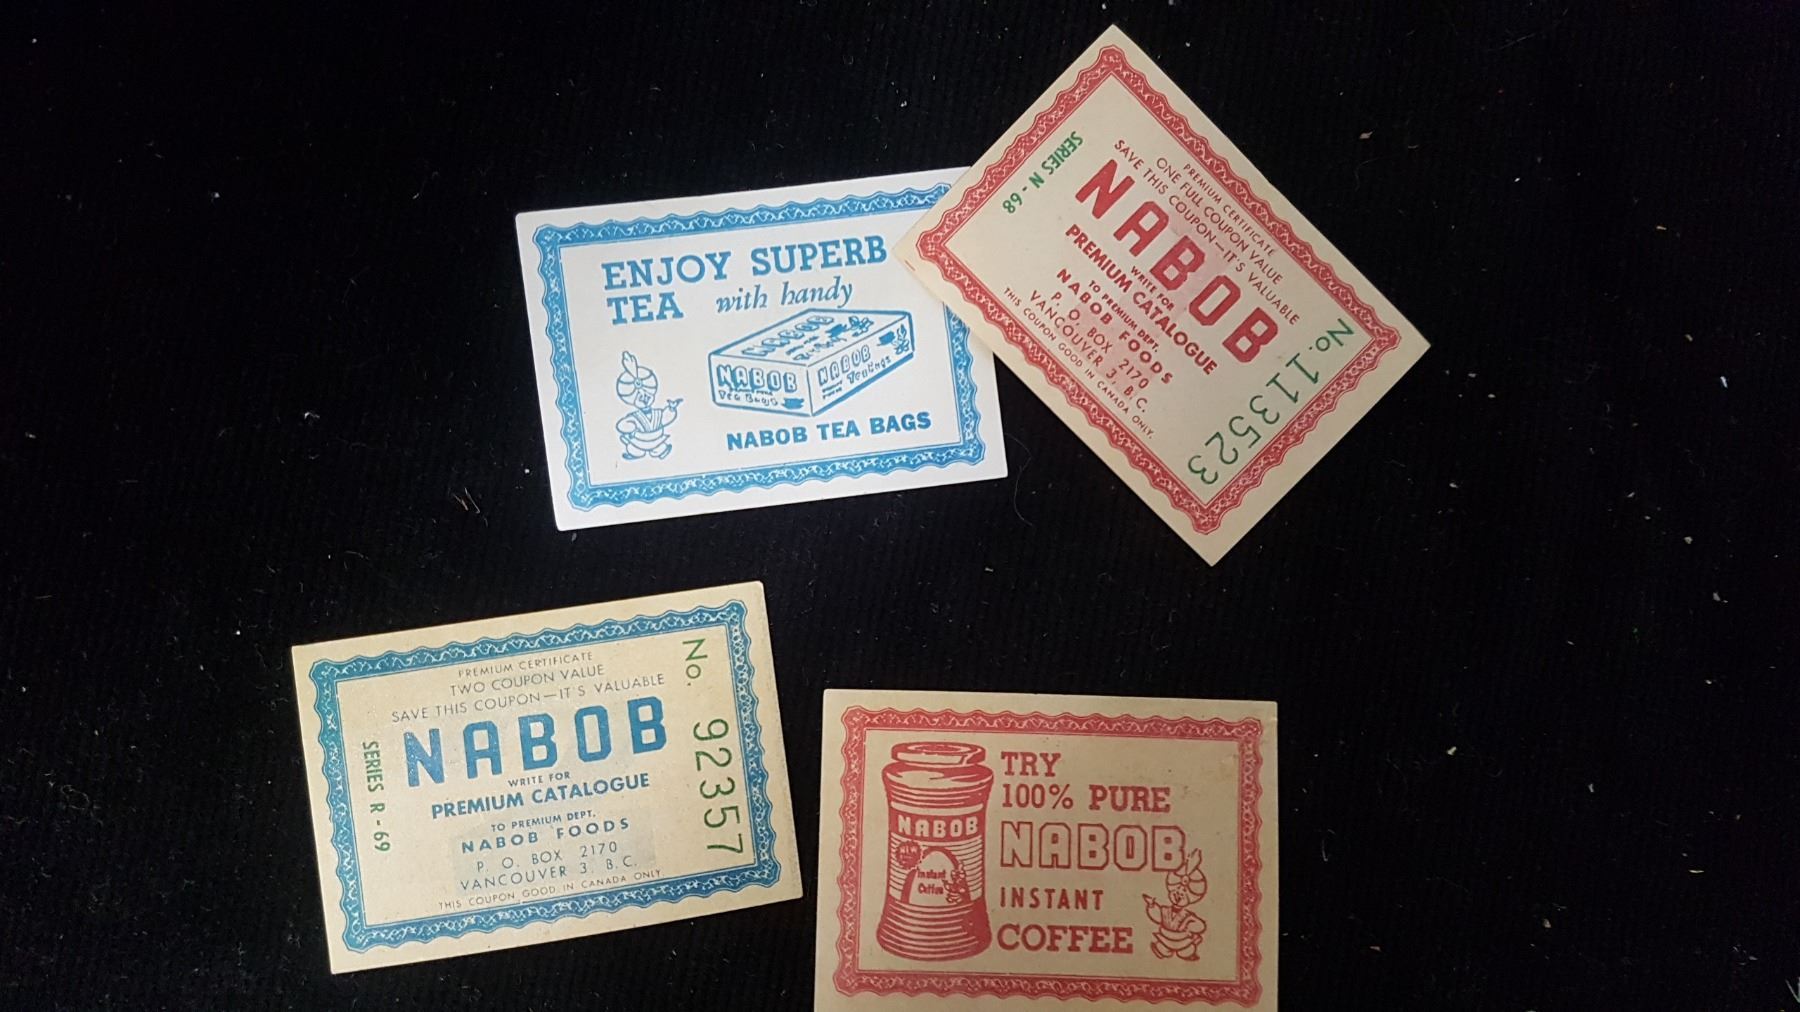 ENJOY SUPERB
TEA with handy
NABOB
NABOB
Tea Bags
NABOB
Tea Bags
NABOB TEA BAGS
PREMIUM CERTIFICATE
ONE FULL COUPON VALUE
SAVE THIS COUPON—IT'S VALUABLE
NABOB
WRITE FOR
PREMIUM CATALOGUE
TO PREMIUM DEPT.
NABOB FOODS
P. O. BOX 2170
VANCOUVER 3, B. C.
THIS COUPON GOOD IN CANADA ONLY.
SERIES N - 68
No. 113523
PREMIUM CERTIFICATE
TWO COUPON VALUE
SAVE THIS COUPON—IT'S VALUABLE
NABOB
WRITE FOR
PREMIUM CATALOGUE
TO PREMIUM DEPT.
NABOB FOODS
P. O. BOX 2170
VANCOUVER 3, B.C.
THIS COUPON GOOD IN CANADA ONLY.
SERIES R - 69
No. 92357
TRY
100% PURE
NABOB
INSTANT
COFFEE
NABOB
NEW
Instant
Coffee